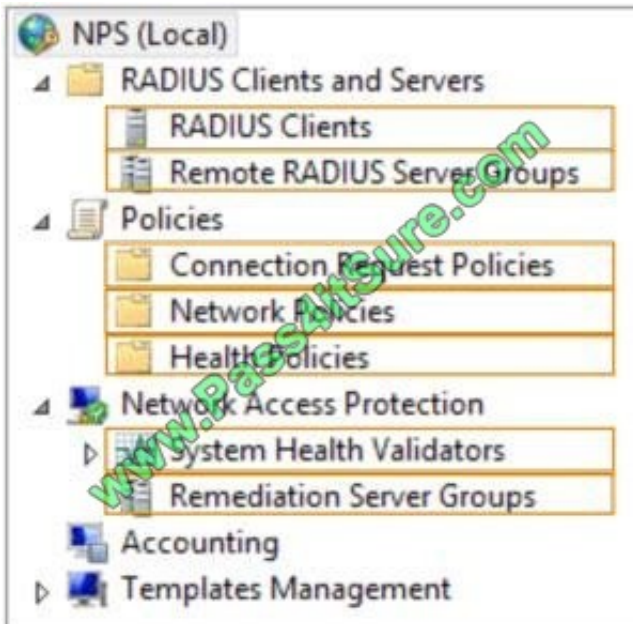 NPS (Local)
RADIUS Clients and Servers
RADIUS Clients
Remote RADIUS Server Groups
Policies
Connection Request Policies
Network Policies
Health Policies
Network Access Protection
System Health Validators
Remediation Server Groups
Accounting
Templates Management
www.Pass4itSure.com